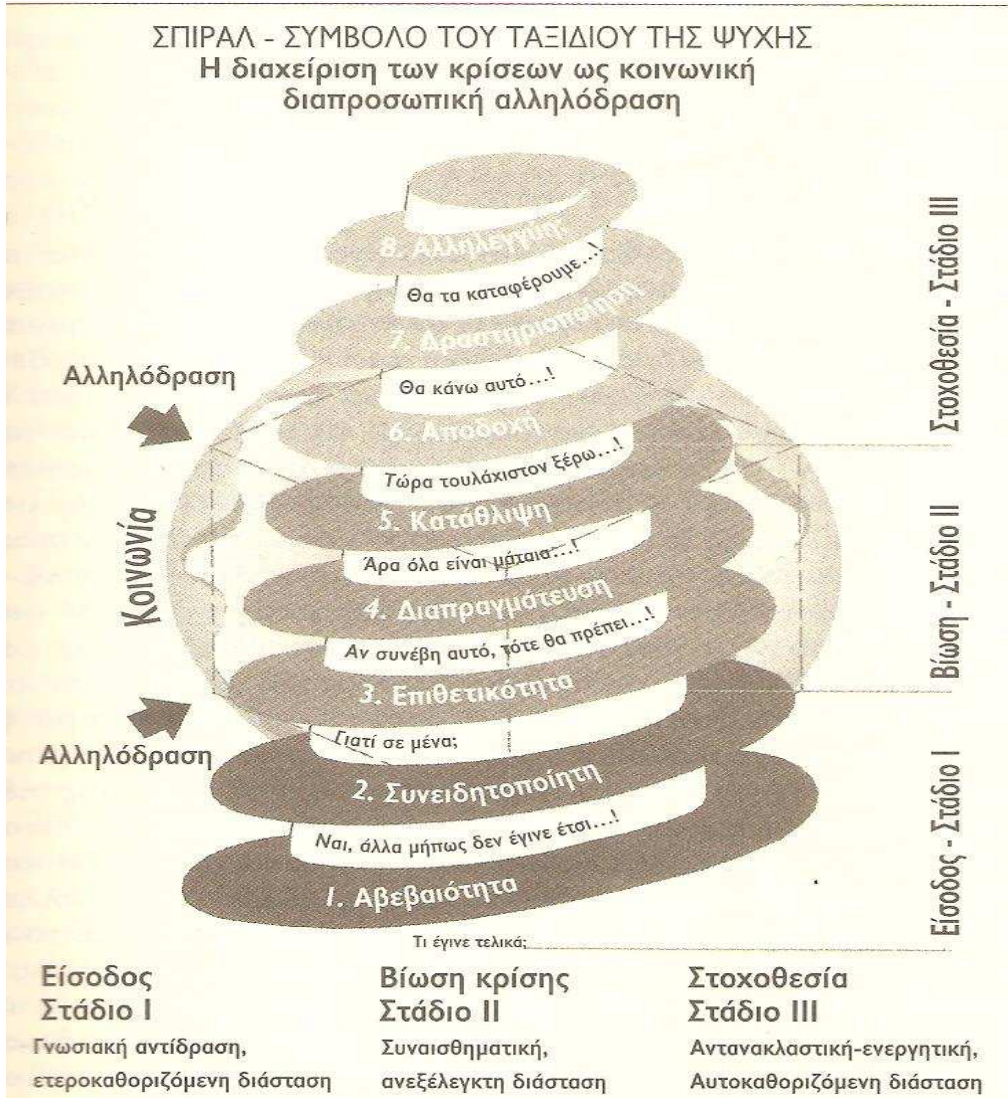 ΣΠΙΡΑΛ - ΣΥΜΒΟΛΟ ΤΟΥ ΤΑΞΙΔΙΟΥ ΤΗΣ ΨΥΧΗΣ
Η διαχείριση των κρίσεων ως κοινωνική
διαπροσωπική αλληλόδραση
8. Αλληλεγγύη
Θα τα καταφέρουμε...!
7. Δραστηριοποίηση
Θα κάνω αυτό...!
6. Αποδοχή
Τώρα τουλάχιστον ξέρω...!
5. Κατάθλιψη
Άρα όλα είναι μάταια...!
4. Διαπραγμάτευση
Αν συνέβη αυτό, τότε θα πρέπει...!
3. Επιθετικότητα
Γιατί σε μένα;
2. Συνειδητοποίητη
Ναι, άλλα μήπως δεν έγινε έτσι...!
1. Αβεβαιότητα
Τι έγινε τελικά;
Αλληλόδραση
Κοινωνία
Αλληλόδραση
Στοχοθεσία - Στάδιο III
Βίωση - Στάδιο II
Είσοδος - Στάδιο I
Είσοδος
Στάδιο I
Γνωσιακή αντίδραση,
ετεροκαθοριζόμενη διάσταση
Βίωση κρίσης
Στάδιο II
Συναισθηματική,
ανεξέλεγκτη διάσταση
Στοχοθεσία
Στάδιο III
Αντανακλαστική-ενεργητική,
Αυτοκαθοριζόμενη διάσταση